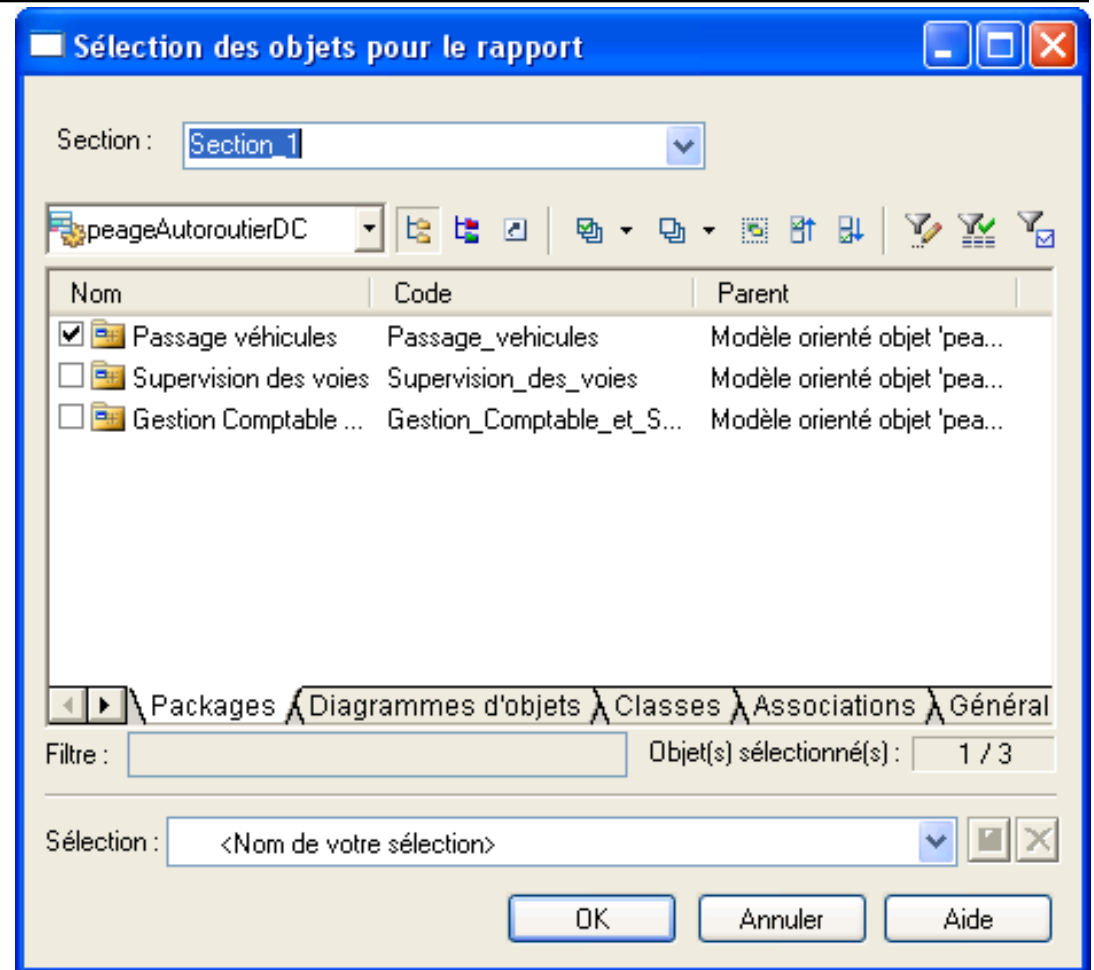 Sélection des objets pour le rapport
Section :
Section_1
peageAutoroutierDC
Nom Code Parent
Passage véhicules Passage_vehicules Modèle orienté objet 'pea...
Supervision des voies Supervision_des_voies Modèle orienté objet 'pea...
Gestion Comptable ... Gestion_Comptable_et_S... Modèle orienté objet 'pea...
Packages Diagrammes d'objets Classes Associations Général
Filtre : Objet(s) sélectionné(s) : 1 / 3
Sélection : <Nom de votre sélection>
OK Annuler Aide